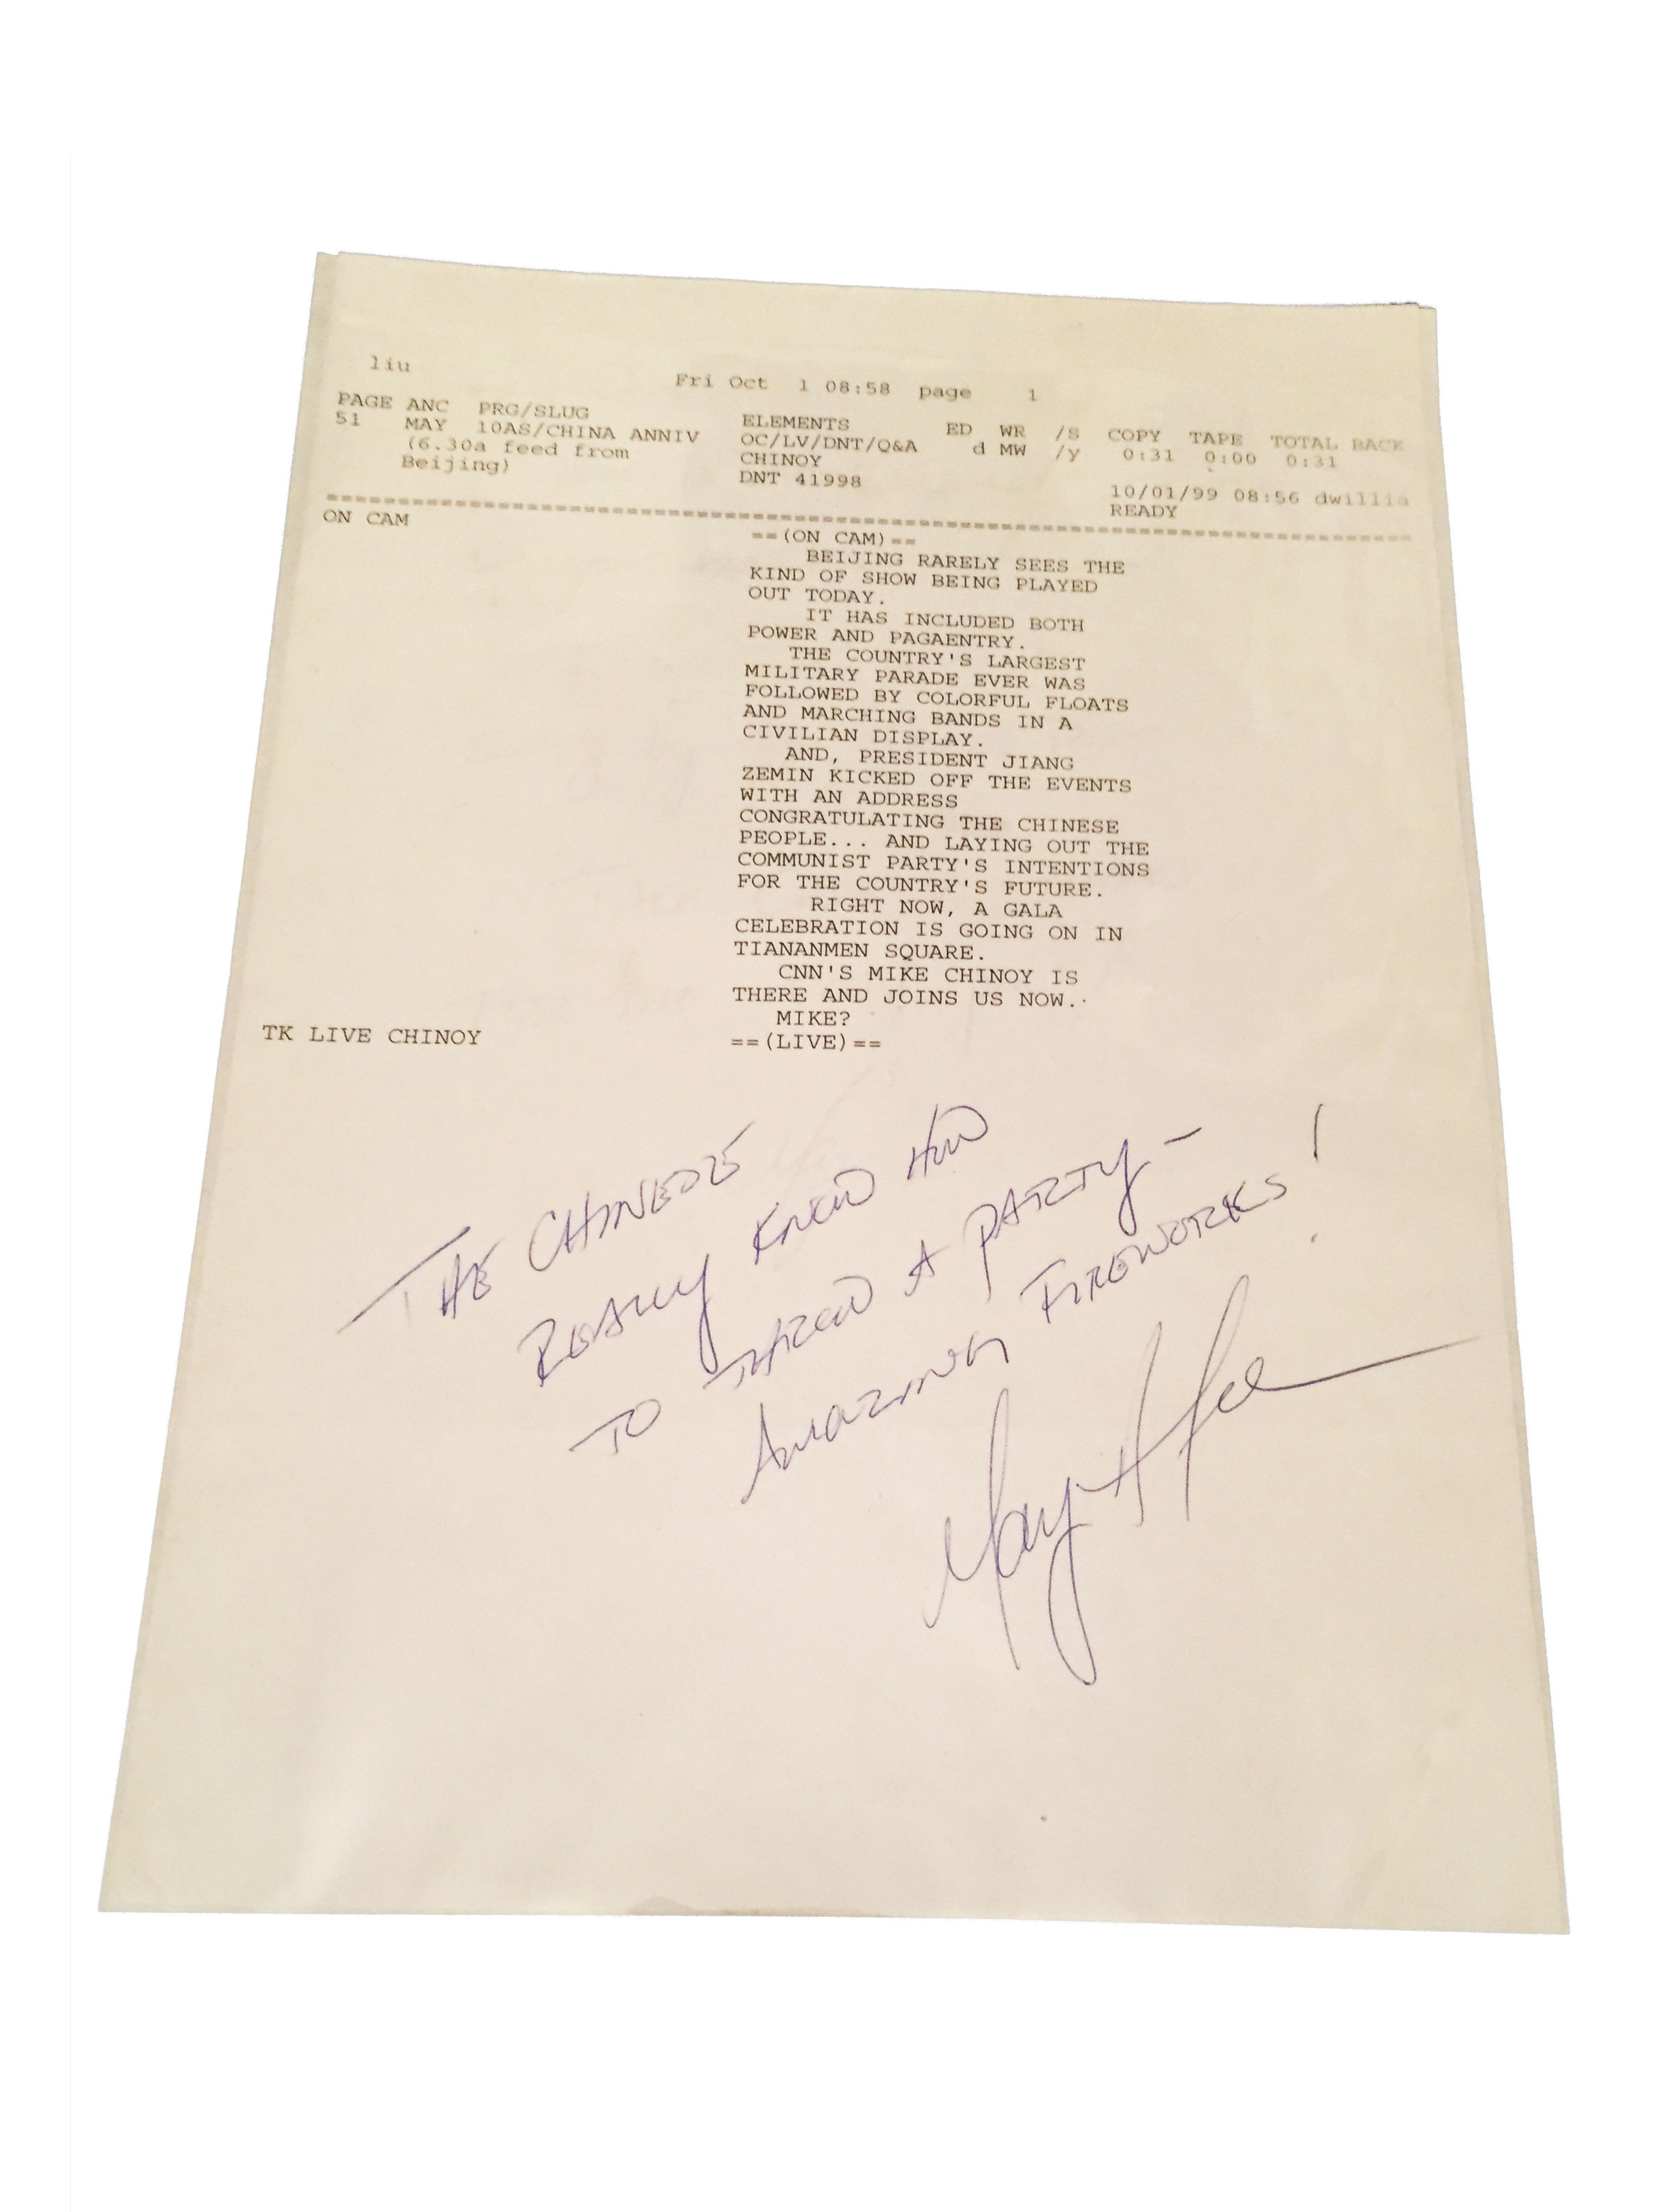 liu Fri Oct 1 08:58 page 1
PAGE ANC PRG/SLUG ELEMENTS ED WR /S COPY TAPE TOTAL BACK
51 MAY 10AS/CHINA ANNIV OC/LV/DNT/Q&A d MW /y 0:31 0:00 0:31
(6.30a feed from CHINOY
Beijing) DNT 41998 10/01/99 08:56 dwillia
READY
ON CAM ==(ON CAM)==
BEIJING RARELY SEES THE
KIND OF SHOW BEING PLAYED
OUT TODAY.
IT HAS INCLUDED BOTH
POWER AND PAGAENTRY.
THE COUNTRY'S LARGEST
MILITARY PARADE EVER WAS
FOLLOWED BY COLORFUL FLOATS
AND MARCHING BANDS IN A
CIVILIAN DISPLAY.
AND, PRESIDENT JIANG
ZEMIN KICKED OFF THE EVENTS
WITH AN ADDRESS
CONGRATULATING THE CHINESE
PEOPLE... AND LAYING OUT THE
COMMUNIST PARTY'S INTENTIONS
FOR THE COUNTRY'S FUTURE.
RIGHT NOW, A GALA
CELEBRATION IS GOING ON IN
TIANANMEN SQUARE.
CNN'S MIKE CHINOY IS
THERE AND JOINS US NOW.
MIKE?
TK LIVE CHINOY ==(LIVE)==
THE CHINESE
REALLY KNOW HOW
TO THROW A PARTY -
AMAZING FIREWORKS!
May Lee